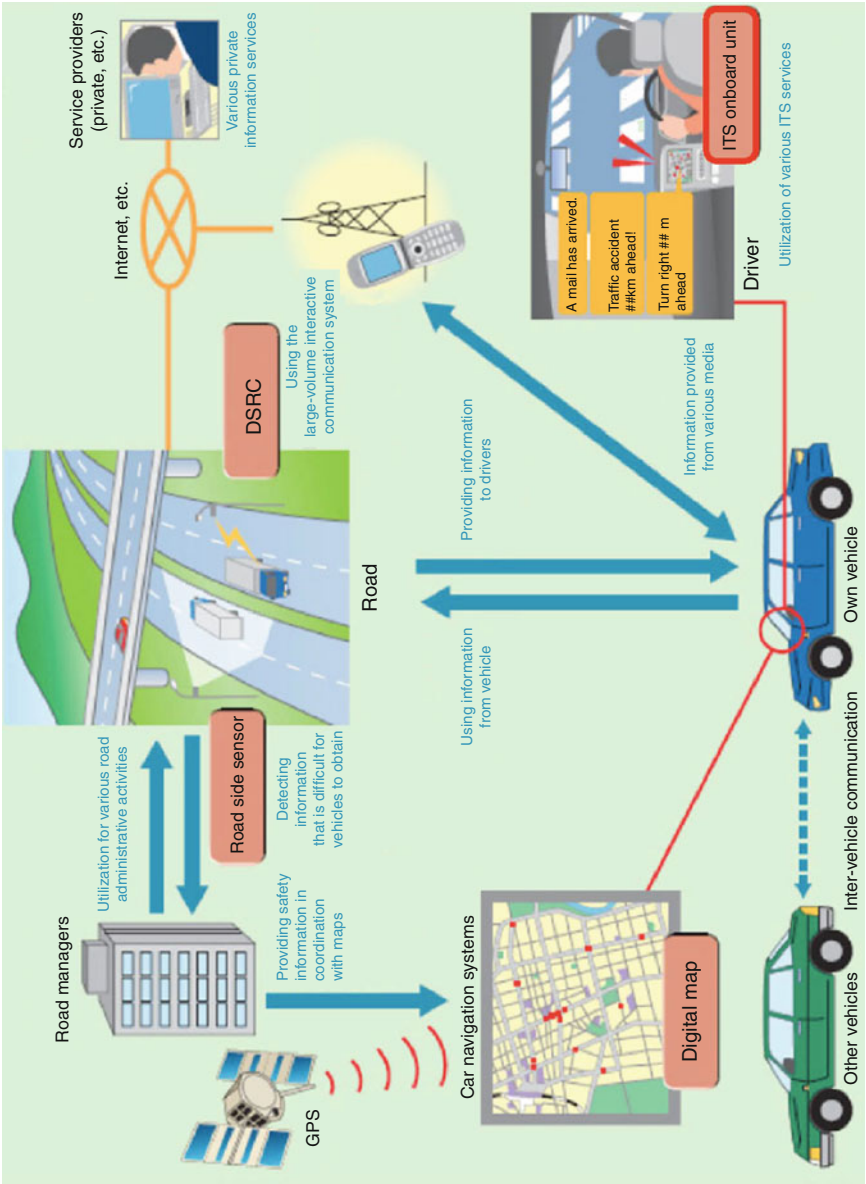 Road managers
Utilization for various road
administrative activities
Service providers
(private, etc.)
Various private
information services
Internet, etc.
GPS
Providing safety
information in
coordination
with maps
Road side sensor
Detecting
information
that is difficult for
vehicles to obtain
Road
DSRC
Using the
large-volume interactive
communication system
Car navigation systems
Digital map
Using information
from vehicle
Providing information
to drivers
Information provided
from various media
A mail has arrived.
Traffic accident
##km ahead!
Turn right ## m
ahead
ITS onboard unit
Driver
Utilization of various ITS services
Other vehicles
Inter-vehicle communication
Own vehicle